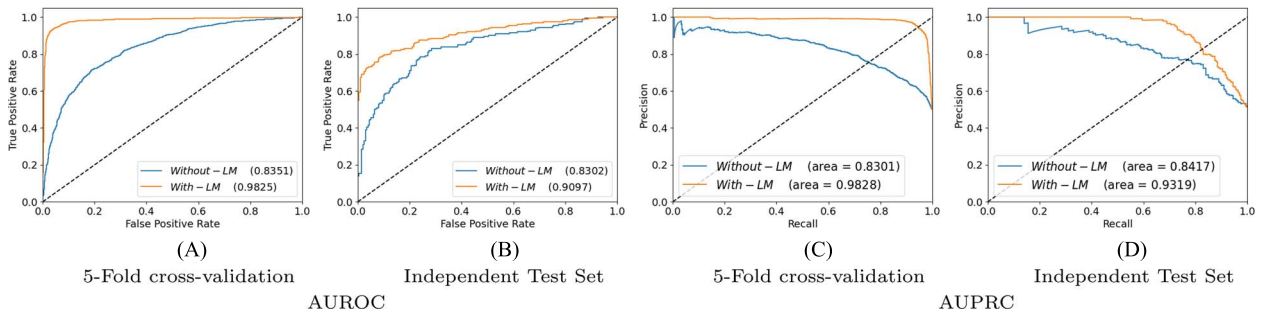 1.0
0.8
0.6
0.4
0.2
0.0
True Positive Rate
0.0 0.2 0.4 0.6 0.8 1.0
False Positive Rate
Without − LM (0.8351)
With − LM (0.9825)
(A)
5-Fold cross-validation
1.0
0.8
0.6
0.4
0.2
0.0
True Positive Rate
0.0 0.2 0.4 0.6 0.8 1.0
False Positive Rate
Without − LM (0.8302)
With − LM (0.9097)
(B)
Independent Test Set
AUROC
1.0
0.8
0.6
0.4
0.2
0.0
Precision
0.0 0.2 0.4 0.6 0.8 1.0
Recall
Without − LM (area = 0.8301)
With − LM (area = 0.9828)
(C)
5-Fold cross-validation
1.0
0.8
0.6
0.4
0.2
0.0
Precision
0.0 0.2 0.4 0.6 0.8 1.0
Recall
Without − LM (area = 0.8417)
With − LM (area = 0.9319)
(D)
Independent Test Set
AUPRC